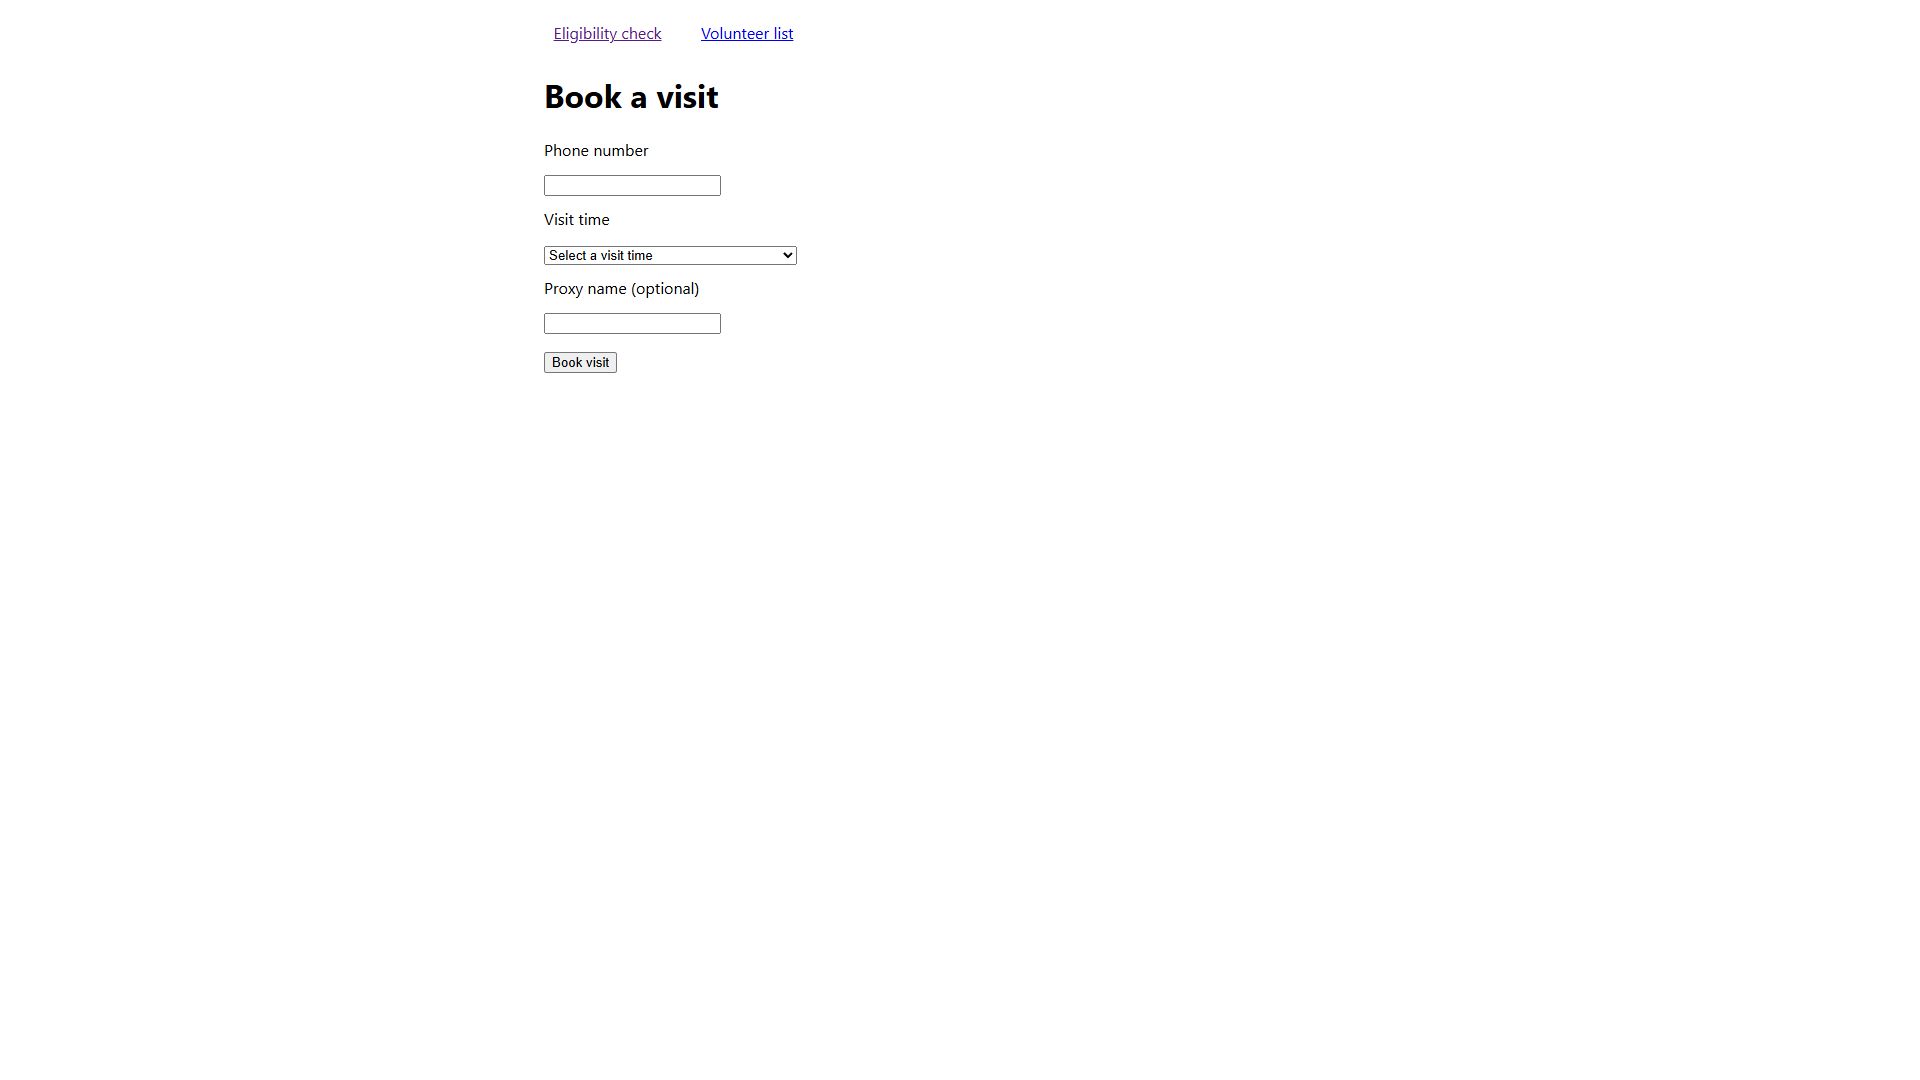 Eligibility check Volunteer list
Book a visit
Phone number
Visit time
Select a visit time
Proxy name (optional)
Book visit